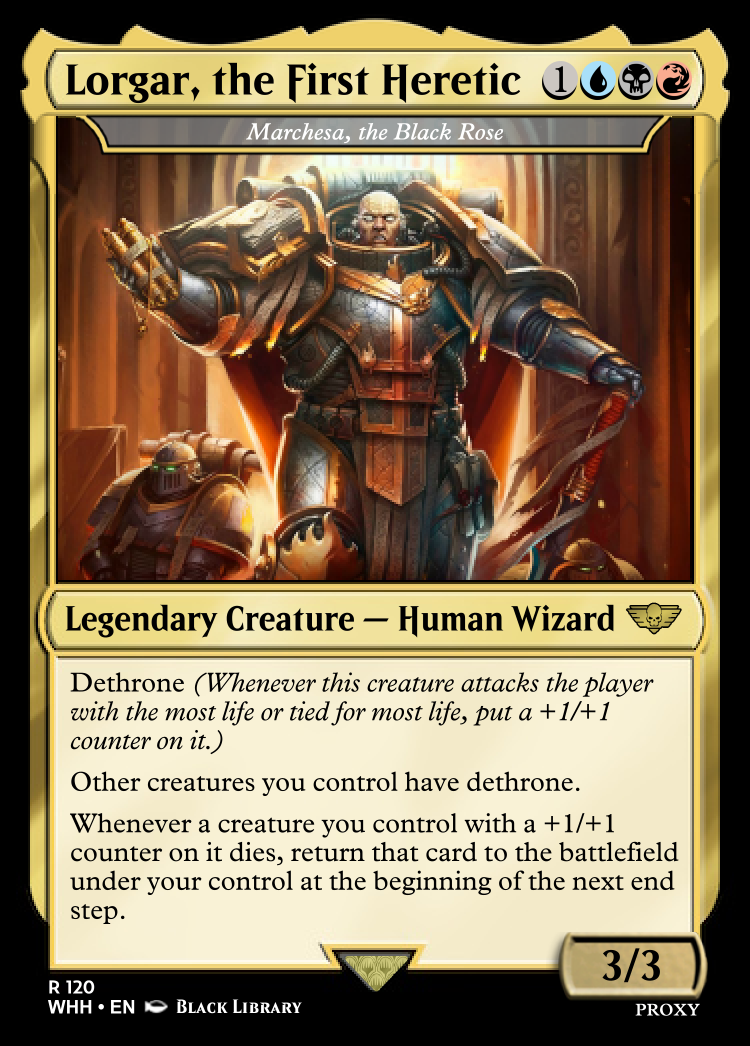 Lorgar, the First Heretic 1
Marchesa, the Black Rose
Legendary Creature — Human Wizard
Dethrone (Whenever this creature attacks the player
with the most life or tied for most life, put a +1/+1
counter on it.)
Other creatures you control have dethrone.
Whenever a creature you control with a +1/+1
counter on it dies, return that card to the battlefield
under your control at the beginning of the next end
step.
3/3
R 120
WHH • EN Black Library
PROXY